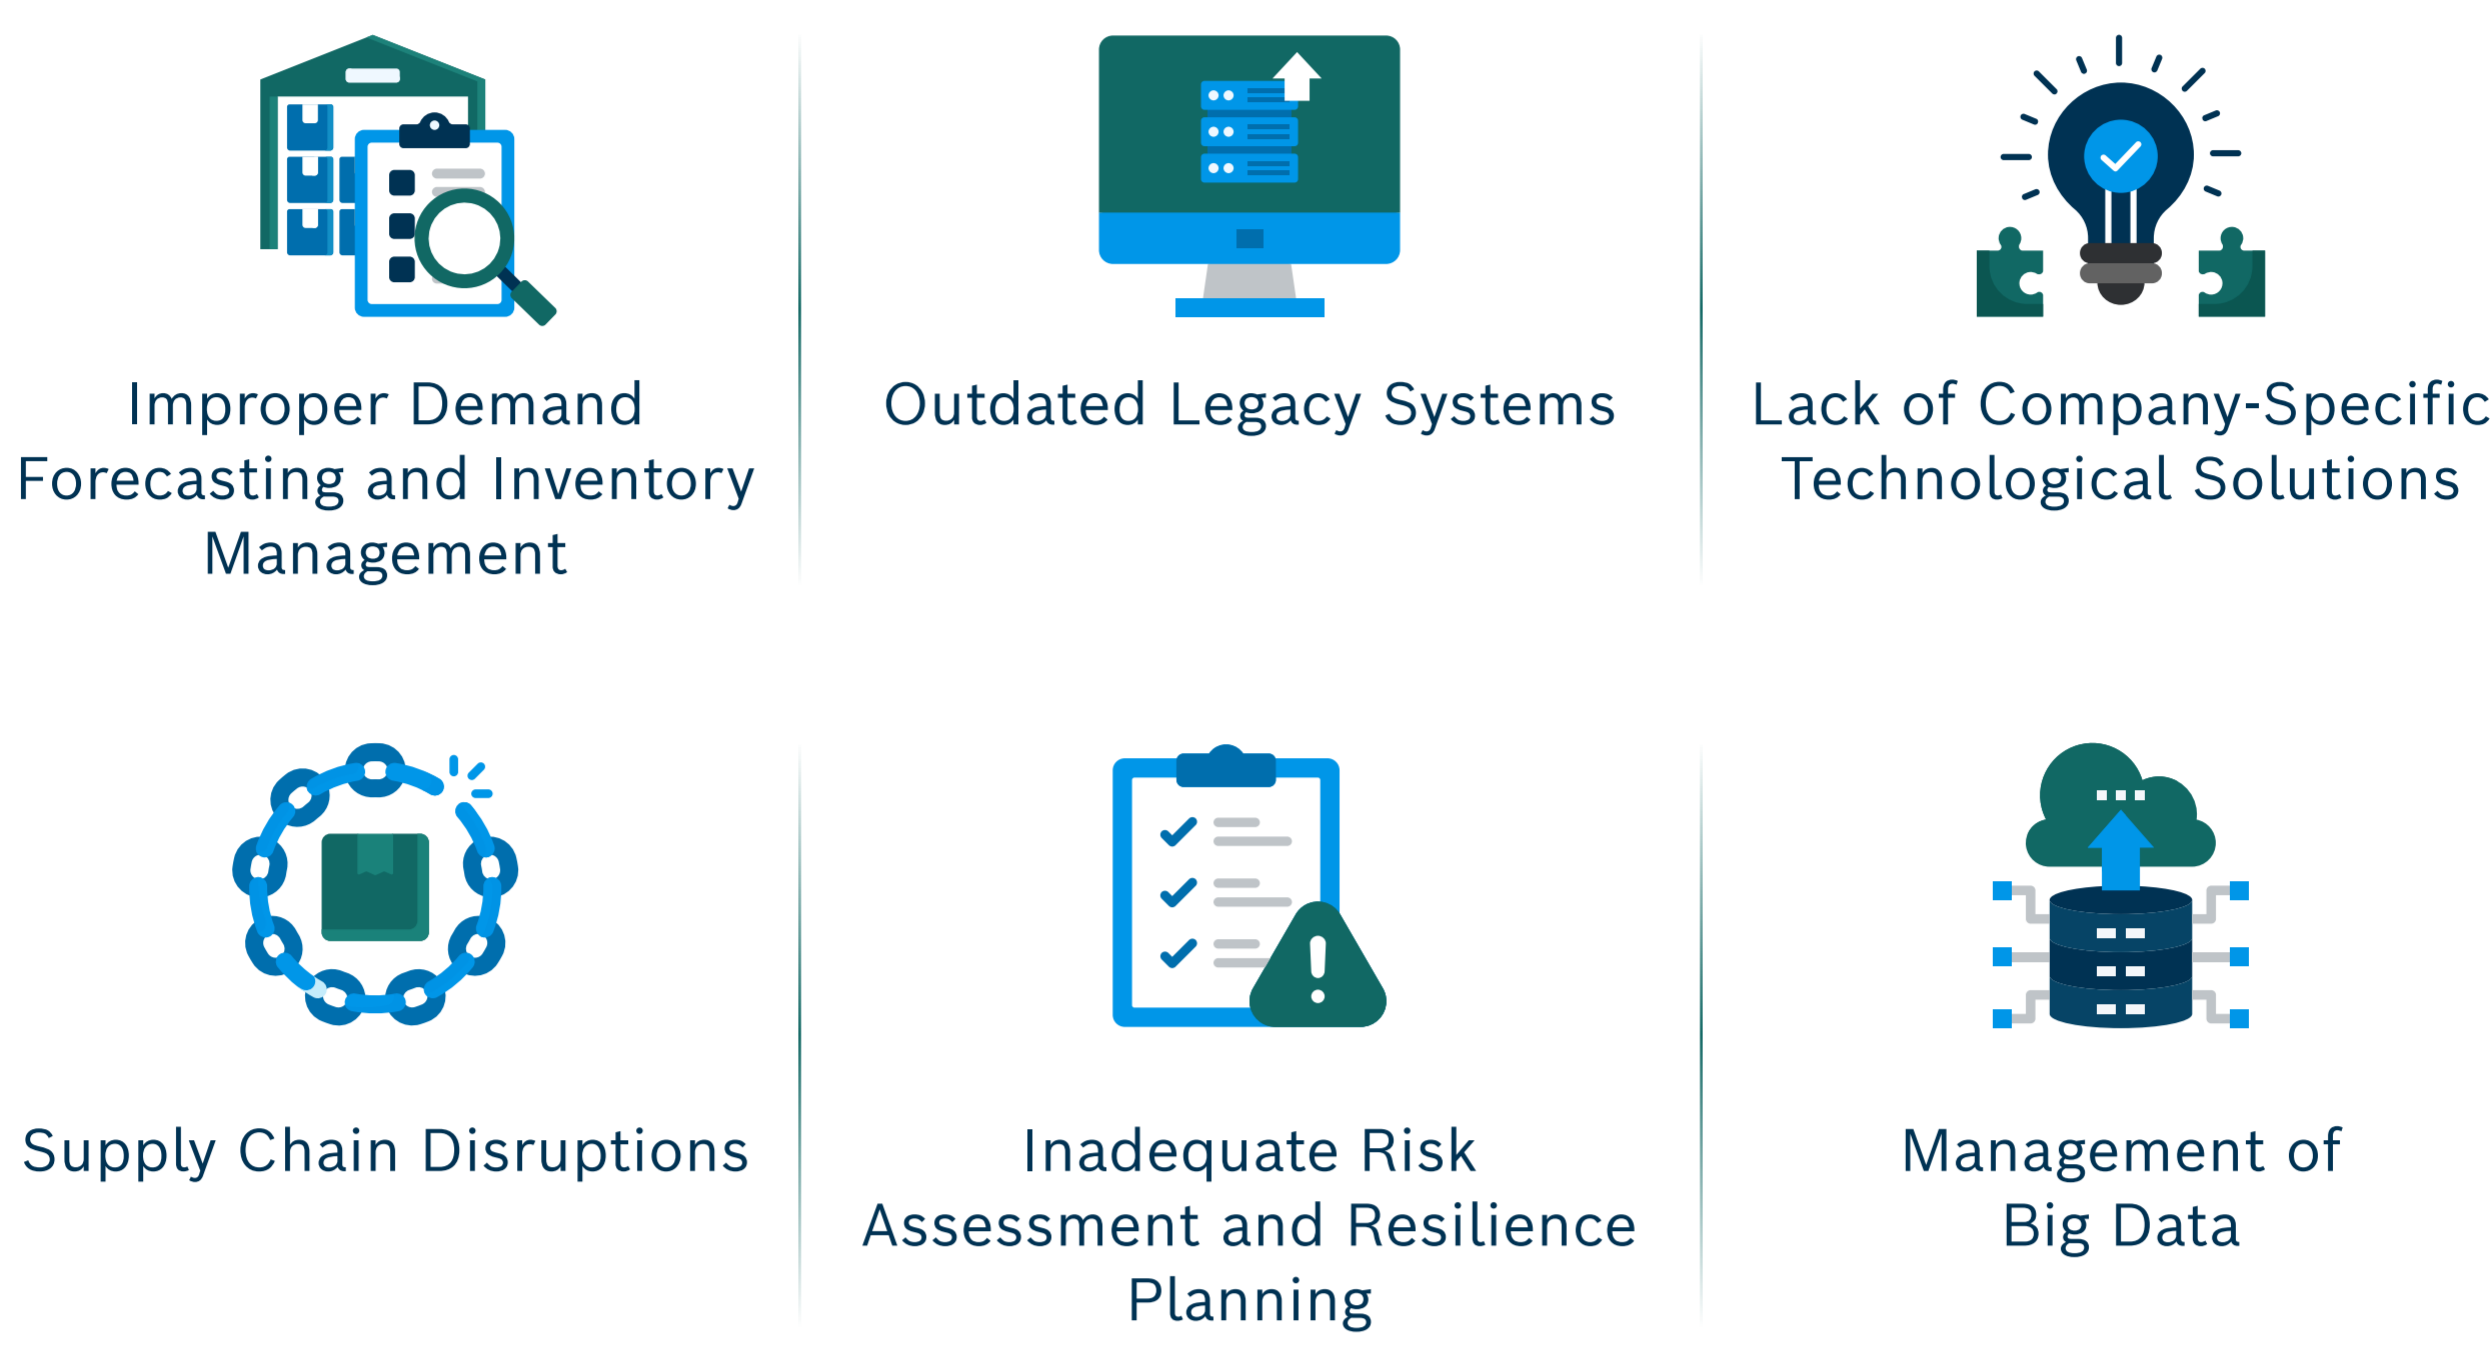 Improper Demand
Forecasting and Inventory
Management
Outdated Legacy Systems
Lack of Company-Specific
Technological Solutions
Supply Chain Disruptions
Inadequate Risk
Assessment and Resilience
Planning
Management of
Big Data